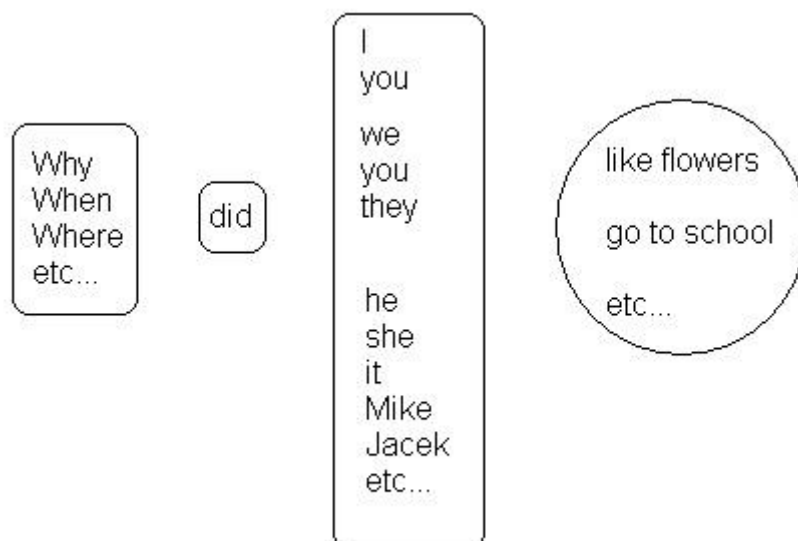 Why
When
Where
etc...
did
I
you
we
you
they
he
she
it
Mike
Jacek
etc...
like flowers
go to school
etc...